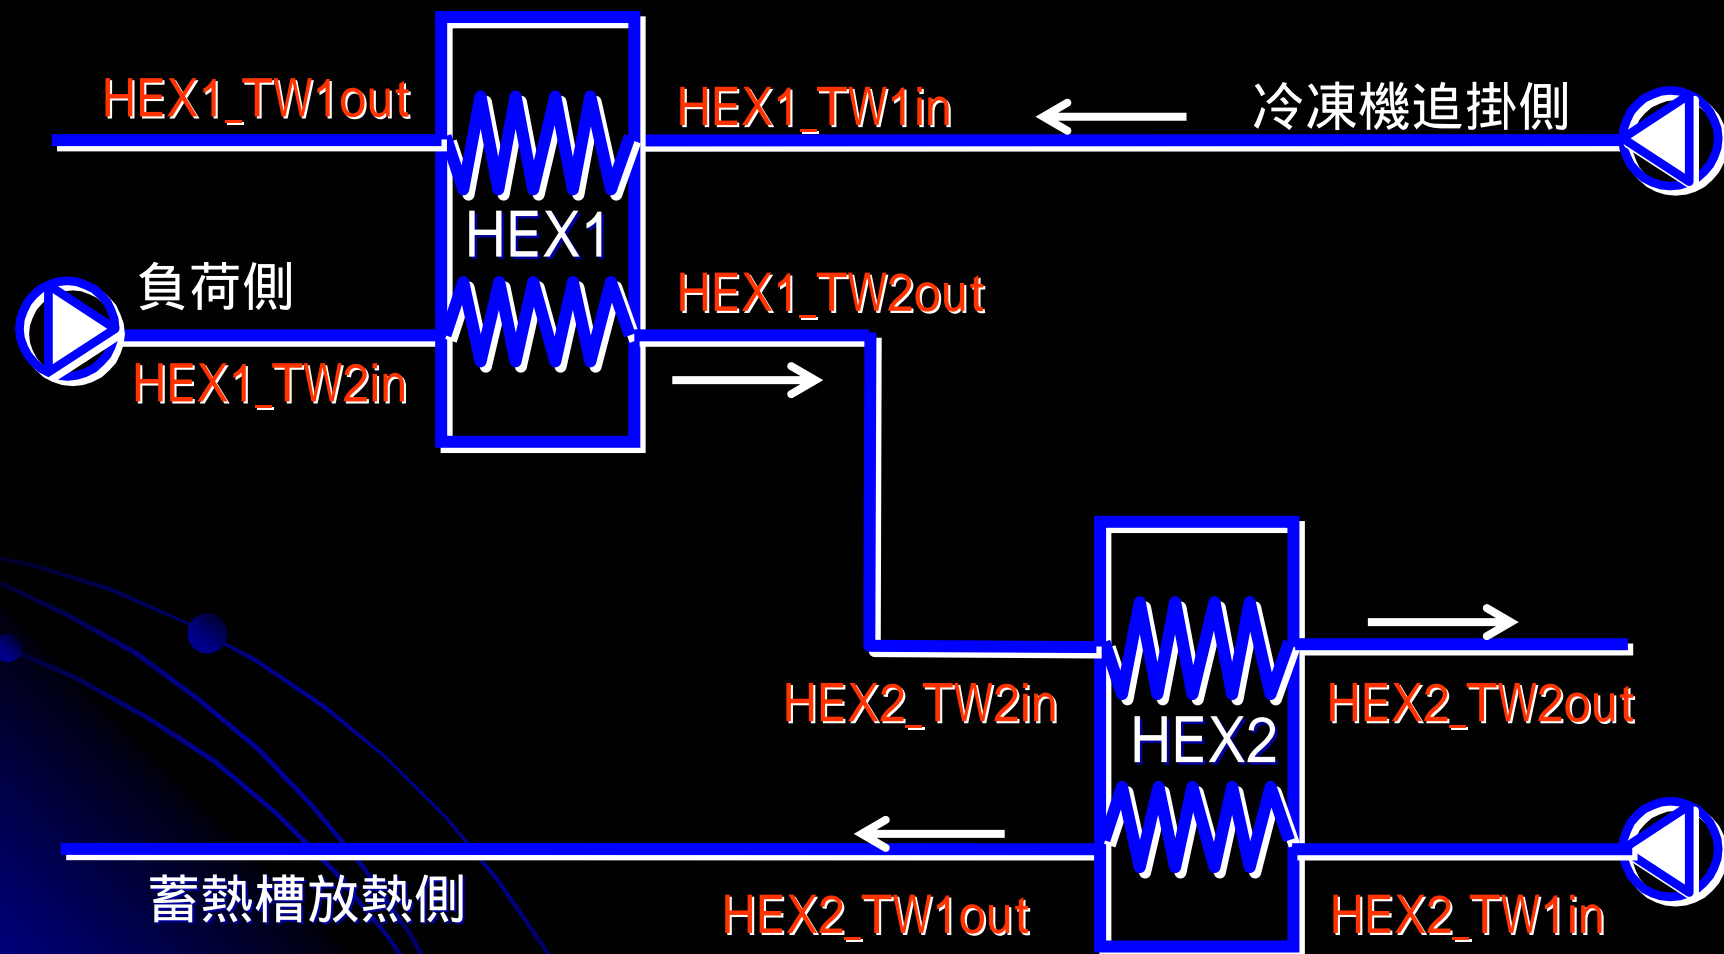 HEX1_TW1out
HEX1_TW1in
冷凍機追掛側
HEX1
負荷側
HEX1_TW2out
HEX1_TW2in
HEX2_TW2in
HEX2_TW2out
HEX2
蓄熱槽放熱側
HEX2_TW1out
HEX2_TW1in